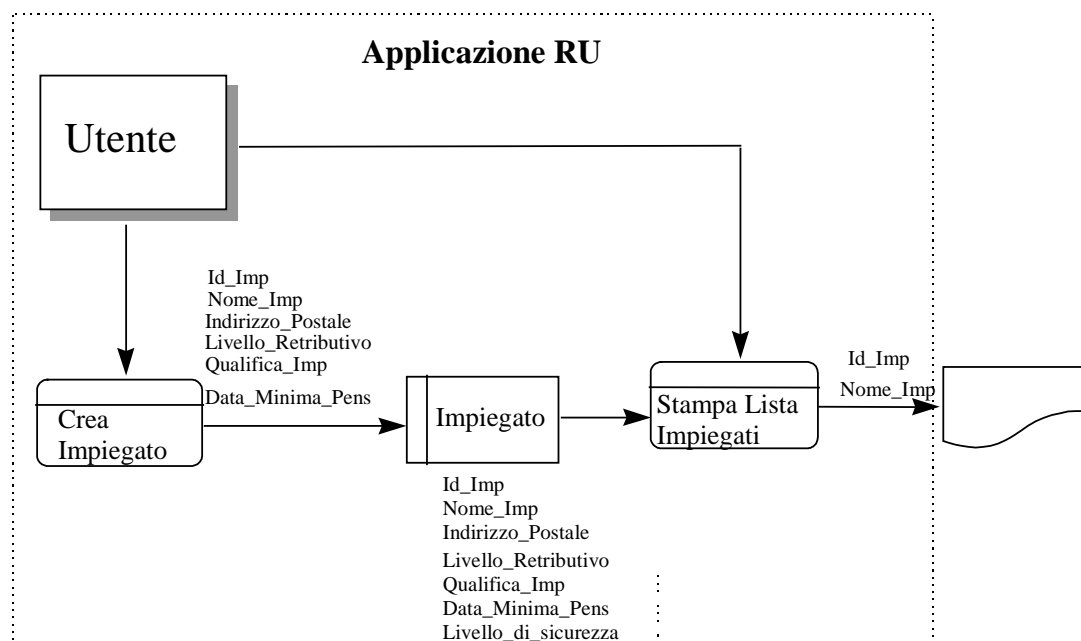 Applicazione RU
Utente
Id_Imp
Nome_Imp
Indirizzo_Postale
Livello_Retributivo
Qualifica_Imp
Data_Minima_Pens
Crea
Impiegato
Impiegato
Id_Imp
Nome_Imp
Indirizzo_Postale
Livello_Retributivo
Qualifica_Imp
Data_Minima_Pens
Livello_di_sicurezza
Stampa Lista
Impiegati
Id_Imp
Nome_Imp